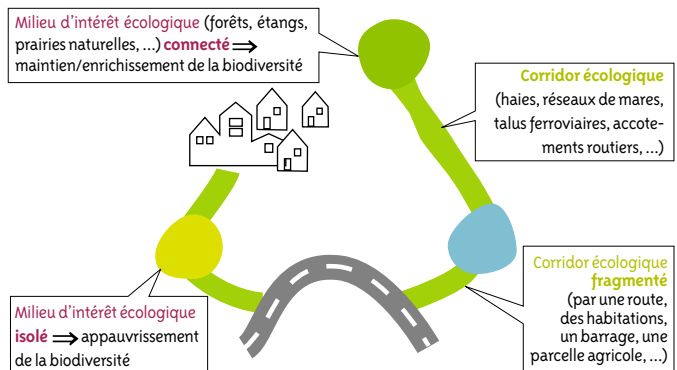 Milieu d'intérêt écologique (forêts, étangs,
prairies naturelles, ...) connecté ⇒
maintien/enrichissement de la biodiversité
Corridor écologique
(haies, réseaux de mares,
talus ferroviaires, accote-
ments routiers, ...)
Corridor écologique
fragmenté
(par une route,
des habitations,
un barrage, une
parcelle agricole, ...)
Milieu d'intérêt écologique
isolé ⇒ appauvrissement
de la biodiversité